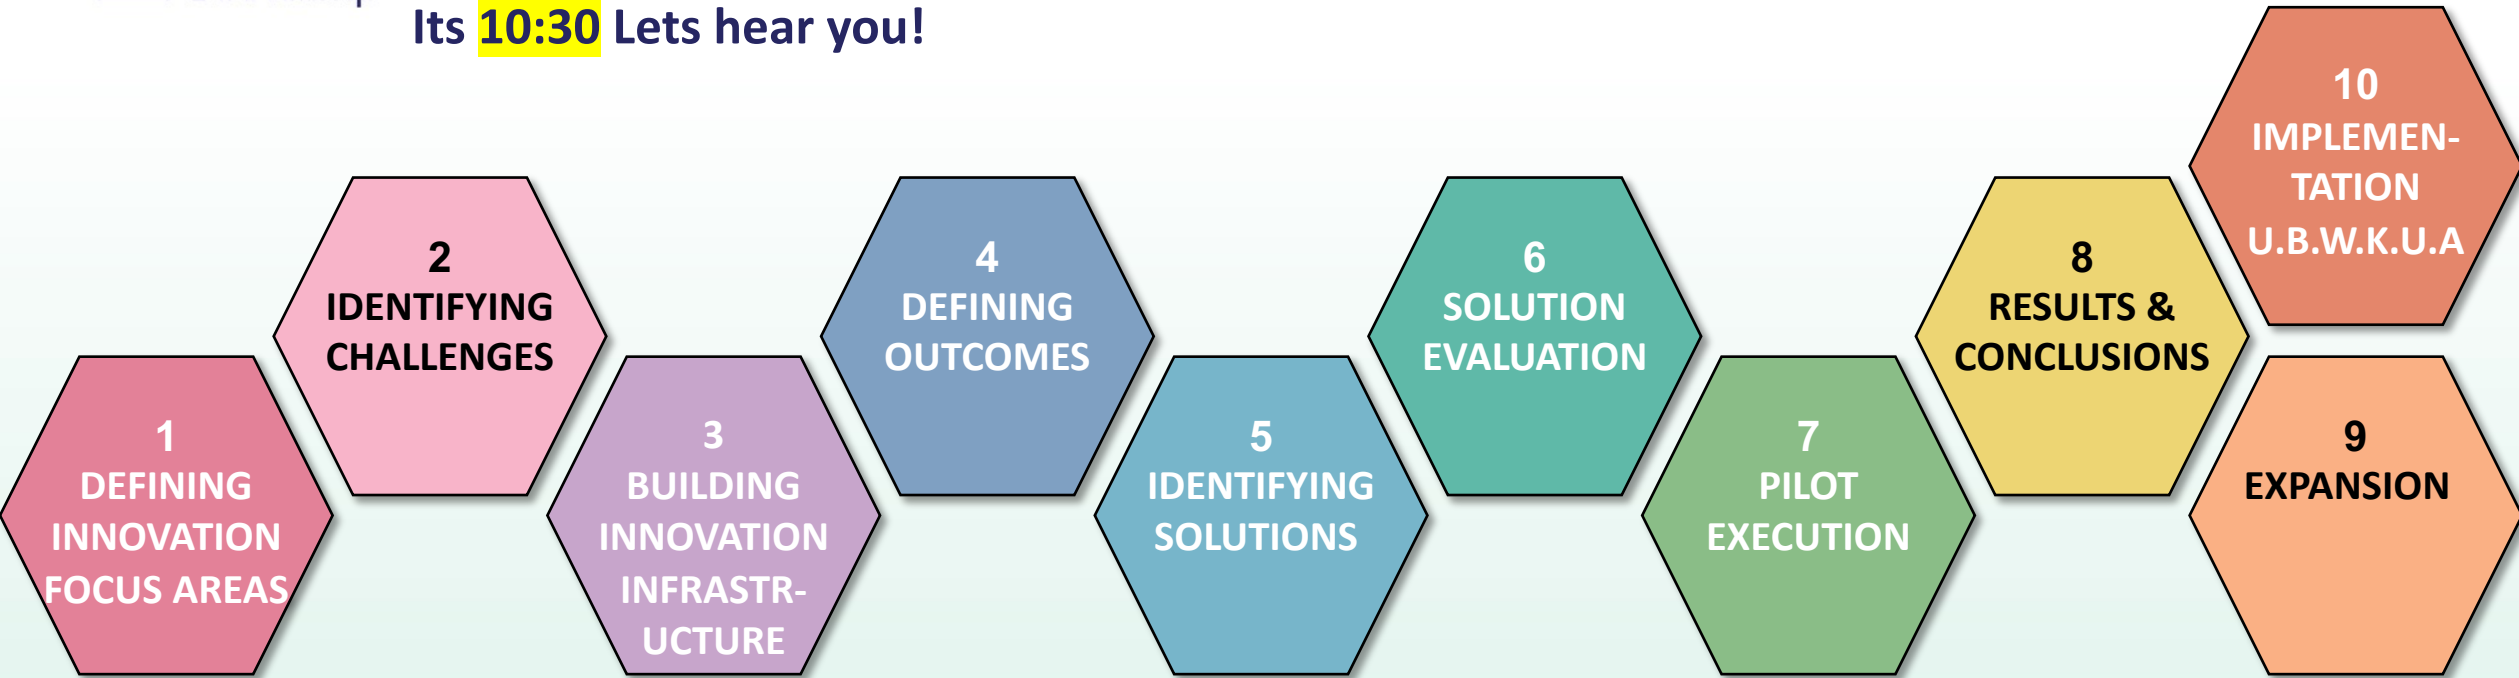 Its 10:30 Lets hear you!
1
DEFINING
INNOVATION
FOCUS AREAS
2
IDENTIFYING
CHALLENGES
3
BUILDING
INNOVATION
INFRASTR-
UCTURE
4
DEFINING
OUTCOMES
5
IDENTIFYING
SOLUTIONS
6
SOLUTION
EVALUATION
7
PILOT
EXECUTION
8
RESULTS &
CONCLUSIONS
9
EXPANSION
10
IMPLEMEN-
TATION
U.B.W.K.U.A